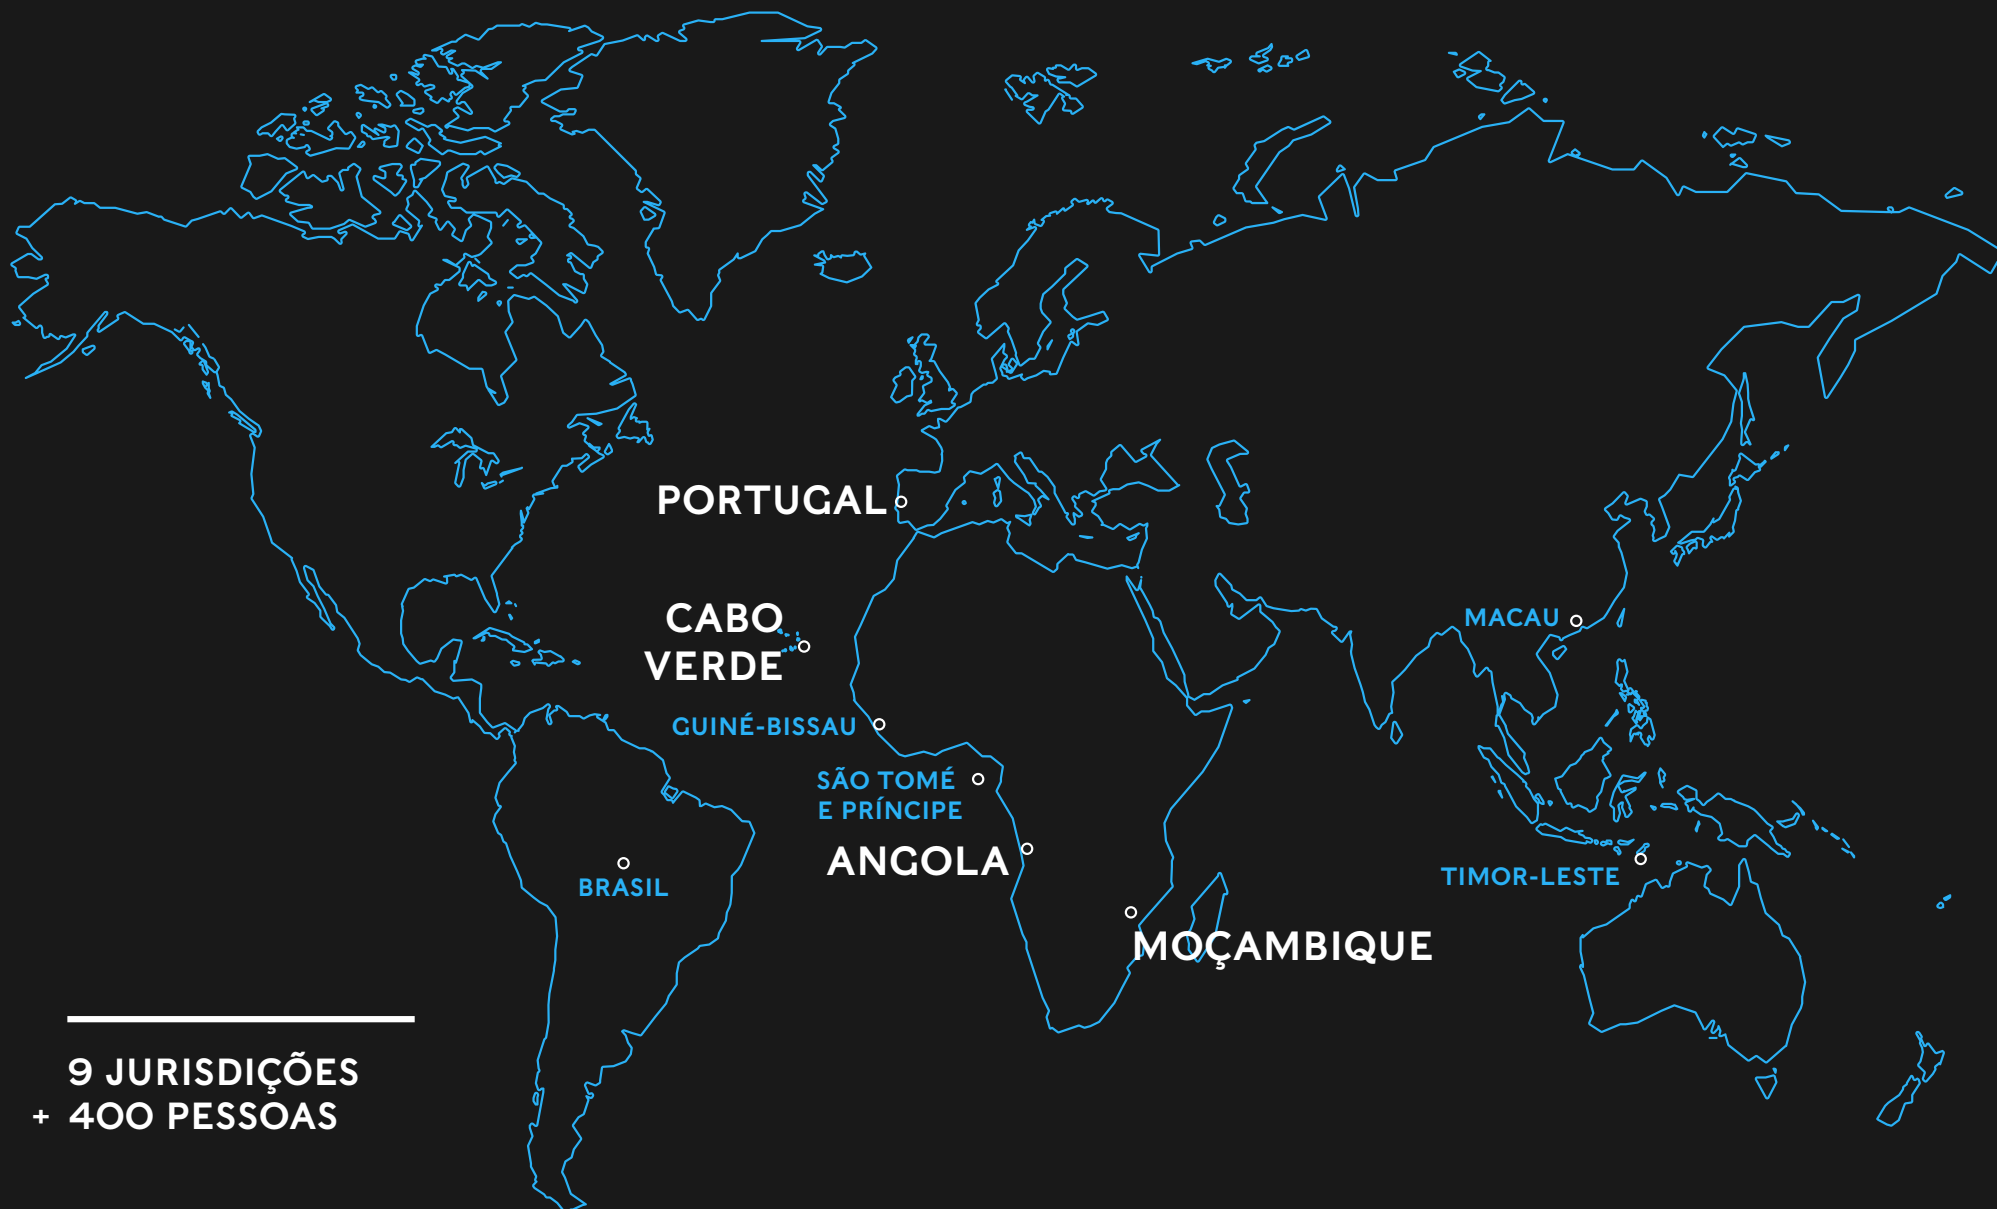 PORTUGAL
CABO
VERDE
MACAU
GUINÉ-BISSAU
SÃO TOMÉ
E PRÍNCIPE
ANGOLA
BRASIL
TIMOR-LESTE
MOÇAMBIQUE
9 JURISDIÇÕES
+ 400 PESSOAS